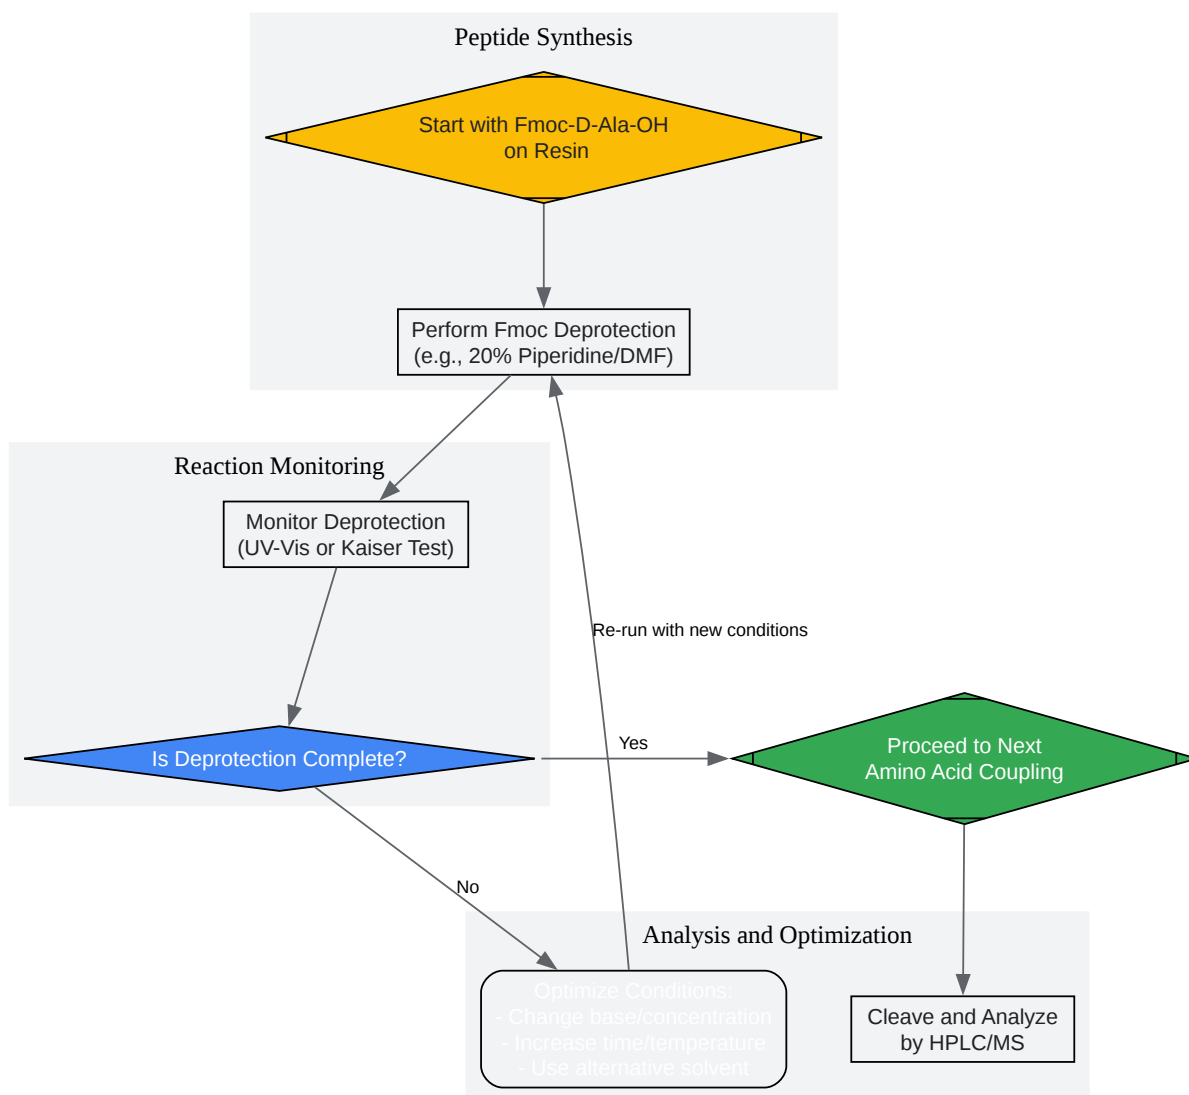 Peptide Synthesis
Start with Fmoc-D-Ala-OH
on Resin
Perform Fmoc Deprotection
(e.g., 20% Piperidine/DMF)
Reaction Monitoring
Monitor Deprotection
(UV-Vis or Kaiser Test)
Re-run with new conditions
Is Deprotection Complete?
Yes
Proceed to Next
Amino Acid Coupling
No
Analysis and Optimization
Optimize Conditions:
- Change base/concentration
- Increase time/temperature
- Use alternative solvent
Cleave and Analyze
by HPLC/MS